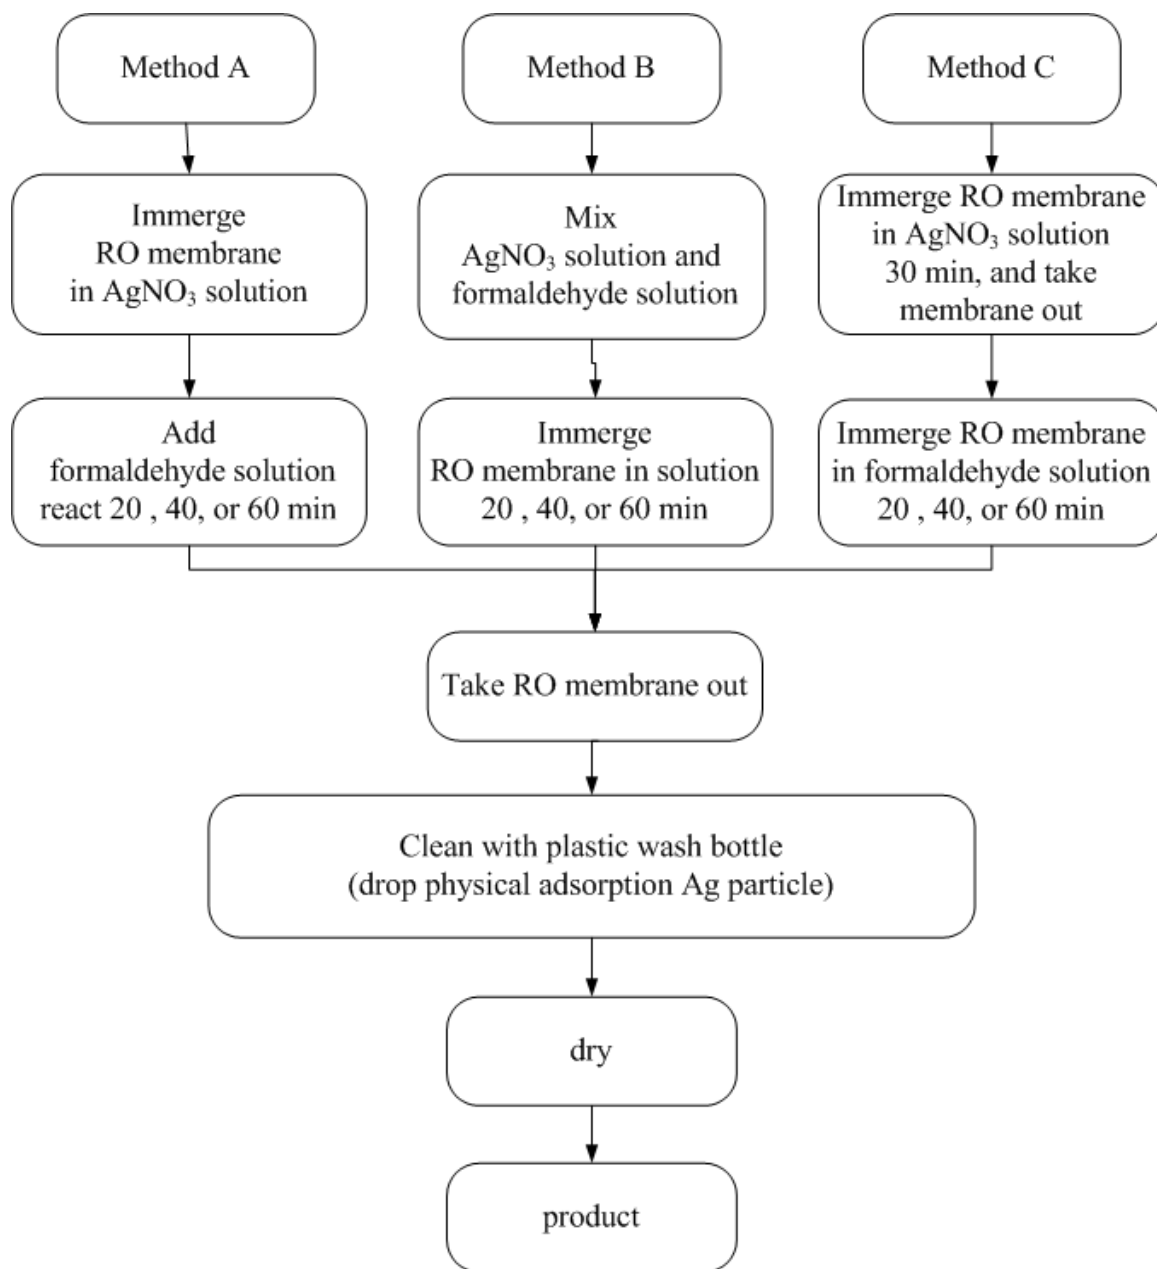 Method A
Method B
Method C
Immerge
RO membrane
in AgNO₃ solution
Mix
AgNO₃ solution and
formaldehyde solution
Immerge RO membrane
in AgNO₃ solution
30 min, and take
membrane out
Add
formaldehyde solution
react 20 , 40, or 60 min
Immerge
RO membrane in solution
20 , 40, or 60 min
Immerge RO membrane
in formaldehyde solution
20 , 40, or 60 min
Take RO membrane out
Clean with plastic wash bottle
(drop physical adsorption Ag particle)
dry
product